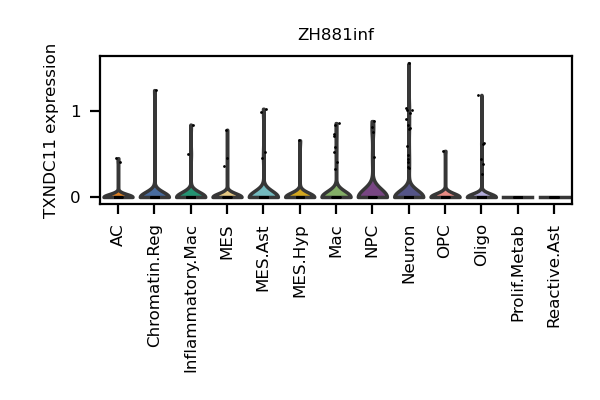 ZH881inf
TXNDC11 expression
1
0
AC
Chromatin.Reg
Inflammatory.Mac
MES
MES.Ast
MES.Hyp
Mac
NPC
Neuron
OPC
Oligo
Prolif.Metab
Reactive.Ast